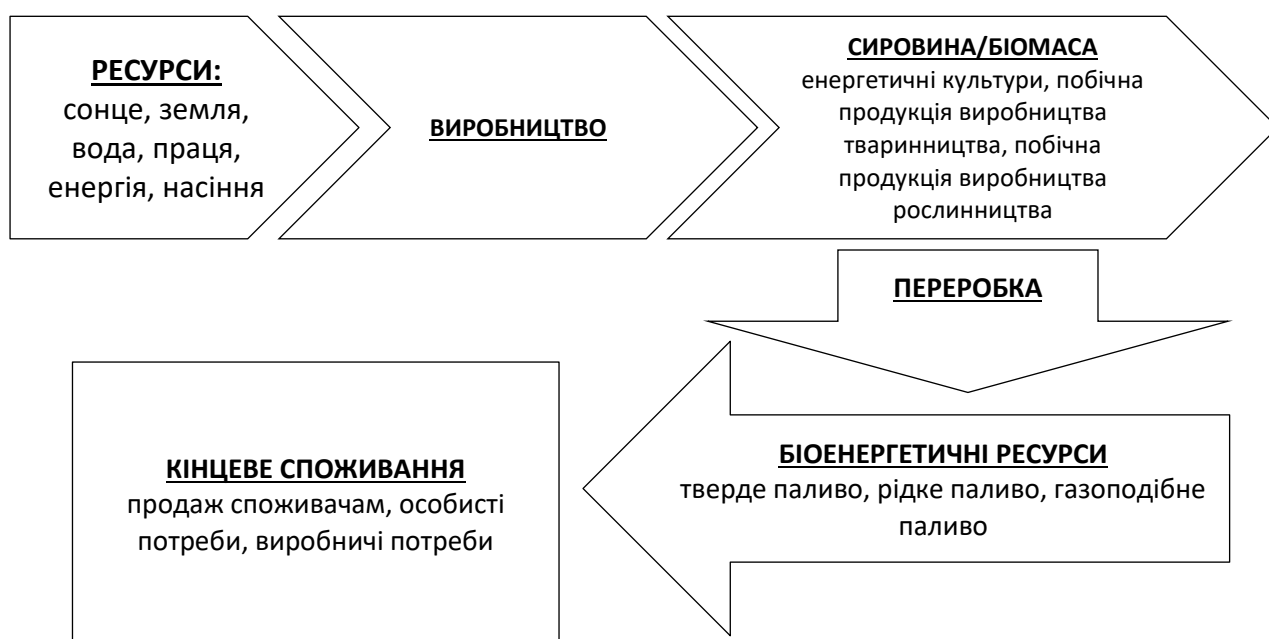 РЕСУРСИ:
сонце, земля,
вода, праця,
енергія, насіння
ВИРОБНИЦТВО
СИРОВИНА/БІОМАСА
енергетичні культури, побічна
продукція виробництва
тваринництва, побічна
продукція виробництва
рослинництва
ПЕРЕРОБКА
БІОЕНЕРГЕТИЧНІ РЕСУРСИ
тверде паливо, рідке паливо, газоподібне
паливо
КІНЦЕВЕ СПОЖИВАННЯ
продаж споживачам, особисті
потреби, виробничі потреби